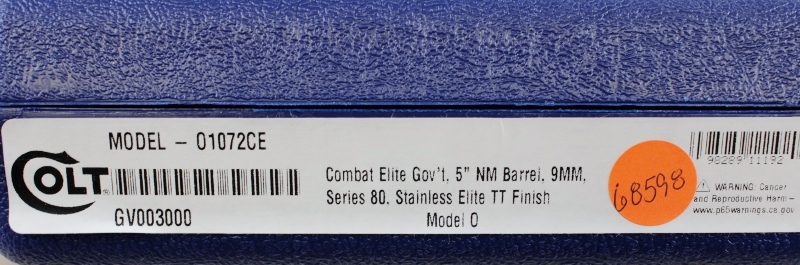 MODEL - O1072CE
COLT
GV003000
Combat Elite Gov't, 5" NM Barrel, 9MM,
Series 80, Stainless Elite TT Finish
Model O
68598
98289 11192
WARNING: Cancer
and Reproductive Harm -
www.p65warnings.ca.gov